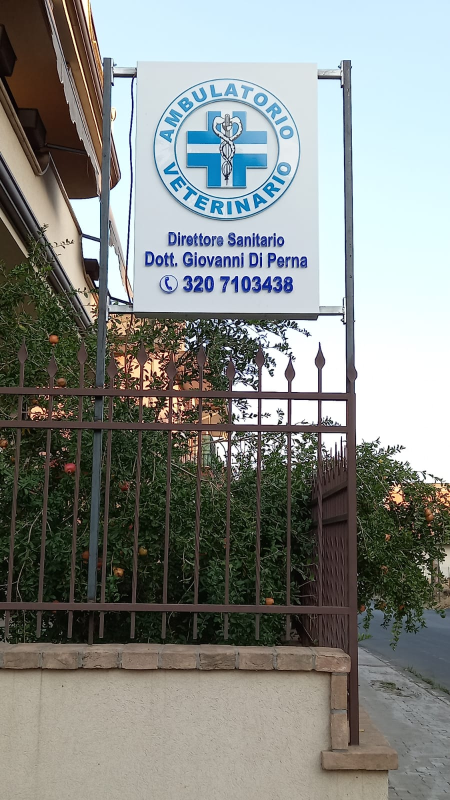 AMBULATORIO
VETERINARIO
Direttore Sanitario
Dott. Giovanni Di Perna
320 7103438